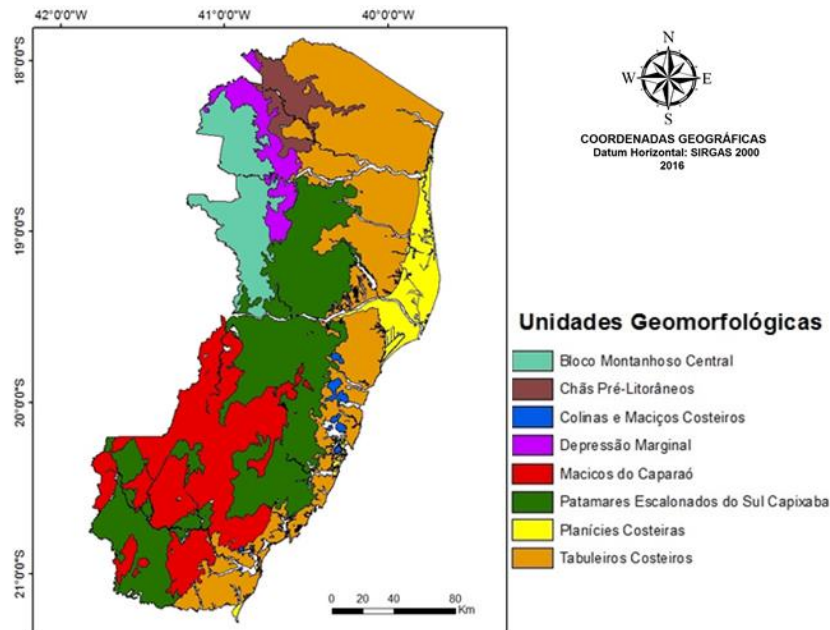 42°0'0"O
41°0'0"O
40°0'0"O
18°0'0"S
19°0'0"S
20°0'0"S
21°0'0"S
N
W
E
S
COORDENADAS GEOGRÁFICAS
Datum Horizontal: SIRGAS 2000
2016
Unidades Geomorfológicas
Bloco Montanhoso Central
Chãs Pré-Litorâneos
Colinas e Maciços Costeiros
Depressão Marginal
Macicos do Caparaó
Patamares Escalonados do Sul Capixaba
Planícies Costeiras
Tabuleiros Costeiros
0 20 40 80
Km